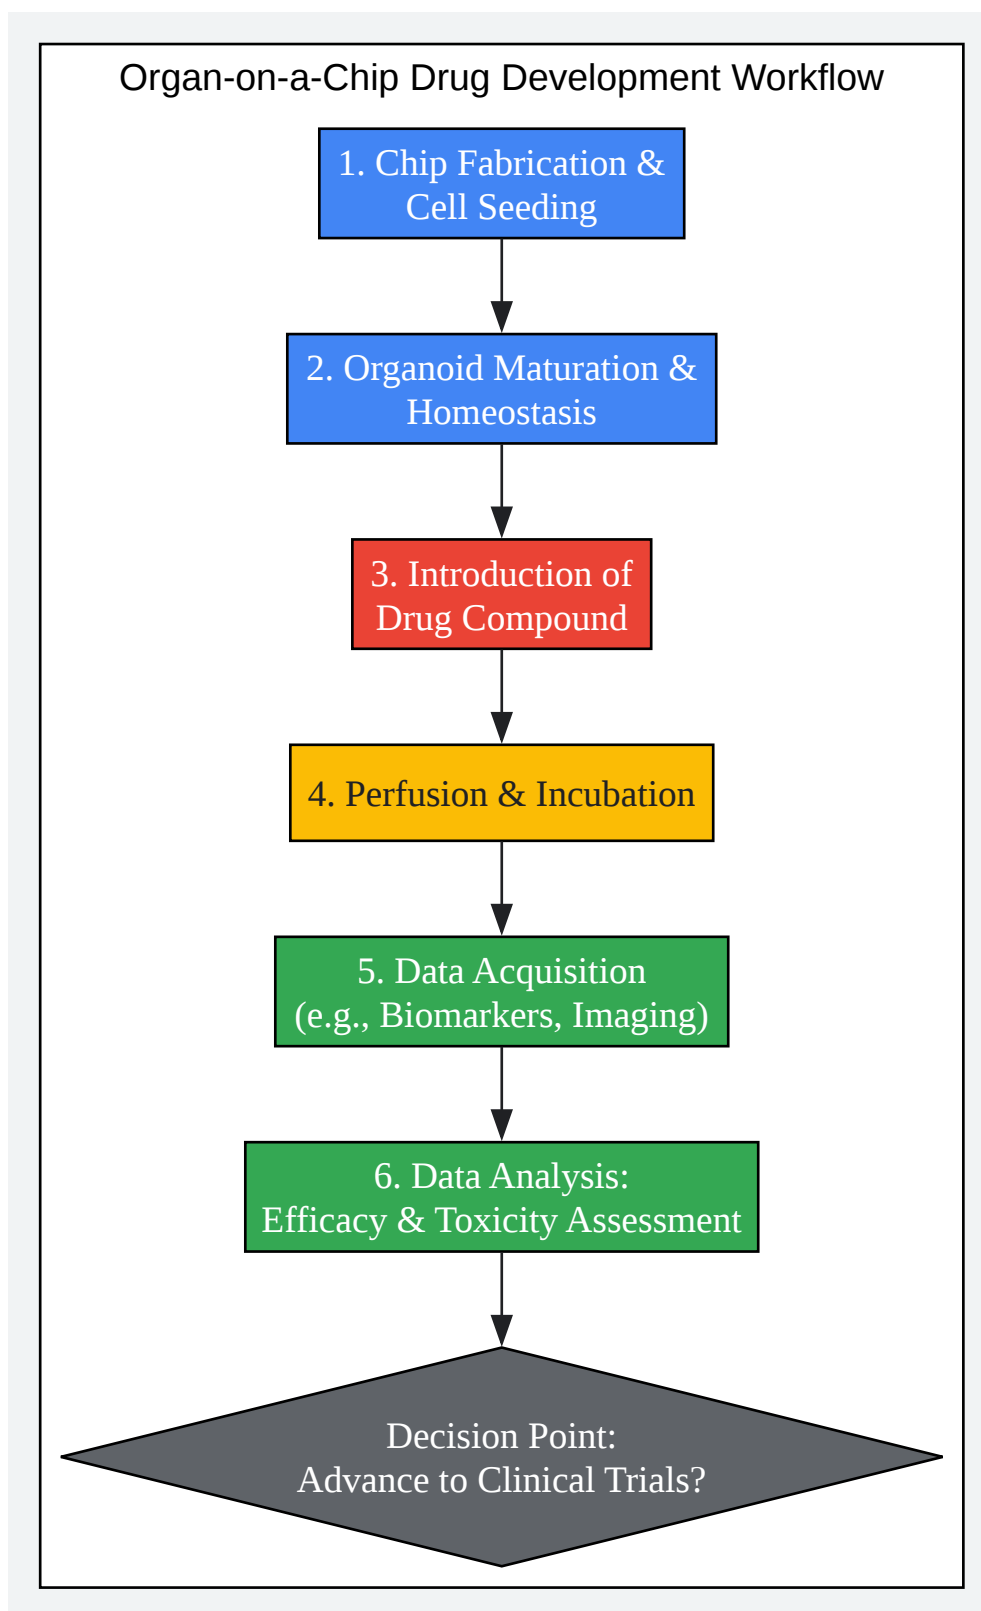 Organ-on-a-Chip Drug Development Workflow
1. Chip Fabrication &
Cell Seeding
2. Organoid Maturation &
Homeostasis
3. Introduction of
Drug Compound
4. Perfusion & Incubation
5. Data Acquisition
(e.g., Biomarkers, Imaging)
6. Data Analysis:
Efficacy & Toxicity Assessment
Decision Point:
Advance to Clinical Trials?